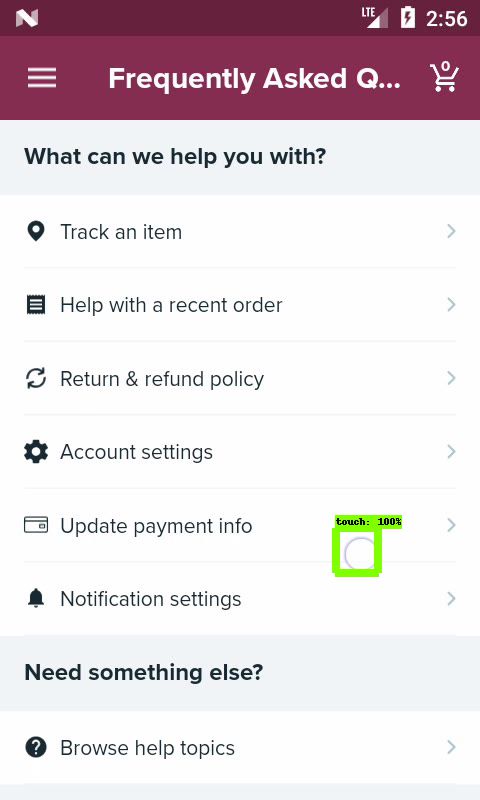 LTE 2:56
Frequently Asked Q... 0
What can we help you with?
Track an item
Help with a recent order
Return & refund policy
Account settings
touch: 100%
Update payment info
Notification settings
Need something else?
Browse help topics